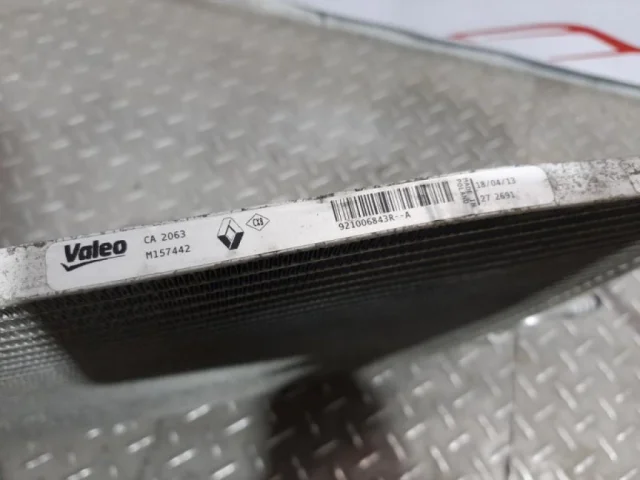 Valeo
CA 2063
M157442
921006843R--A
18/04/13
27 2691